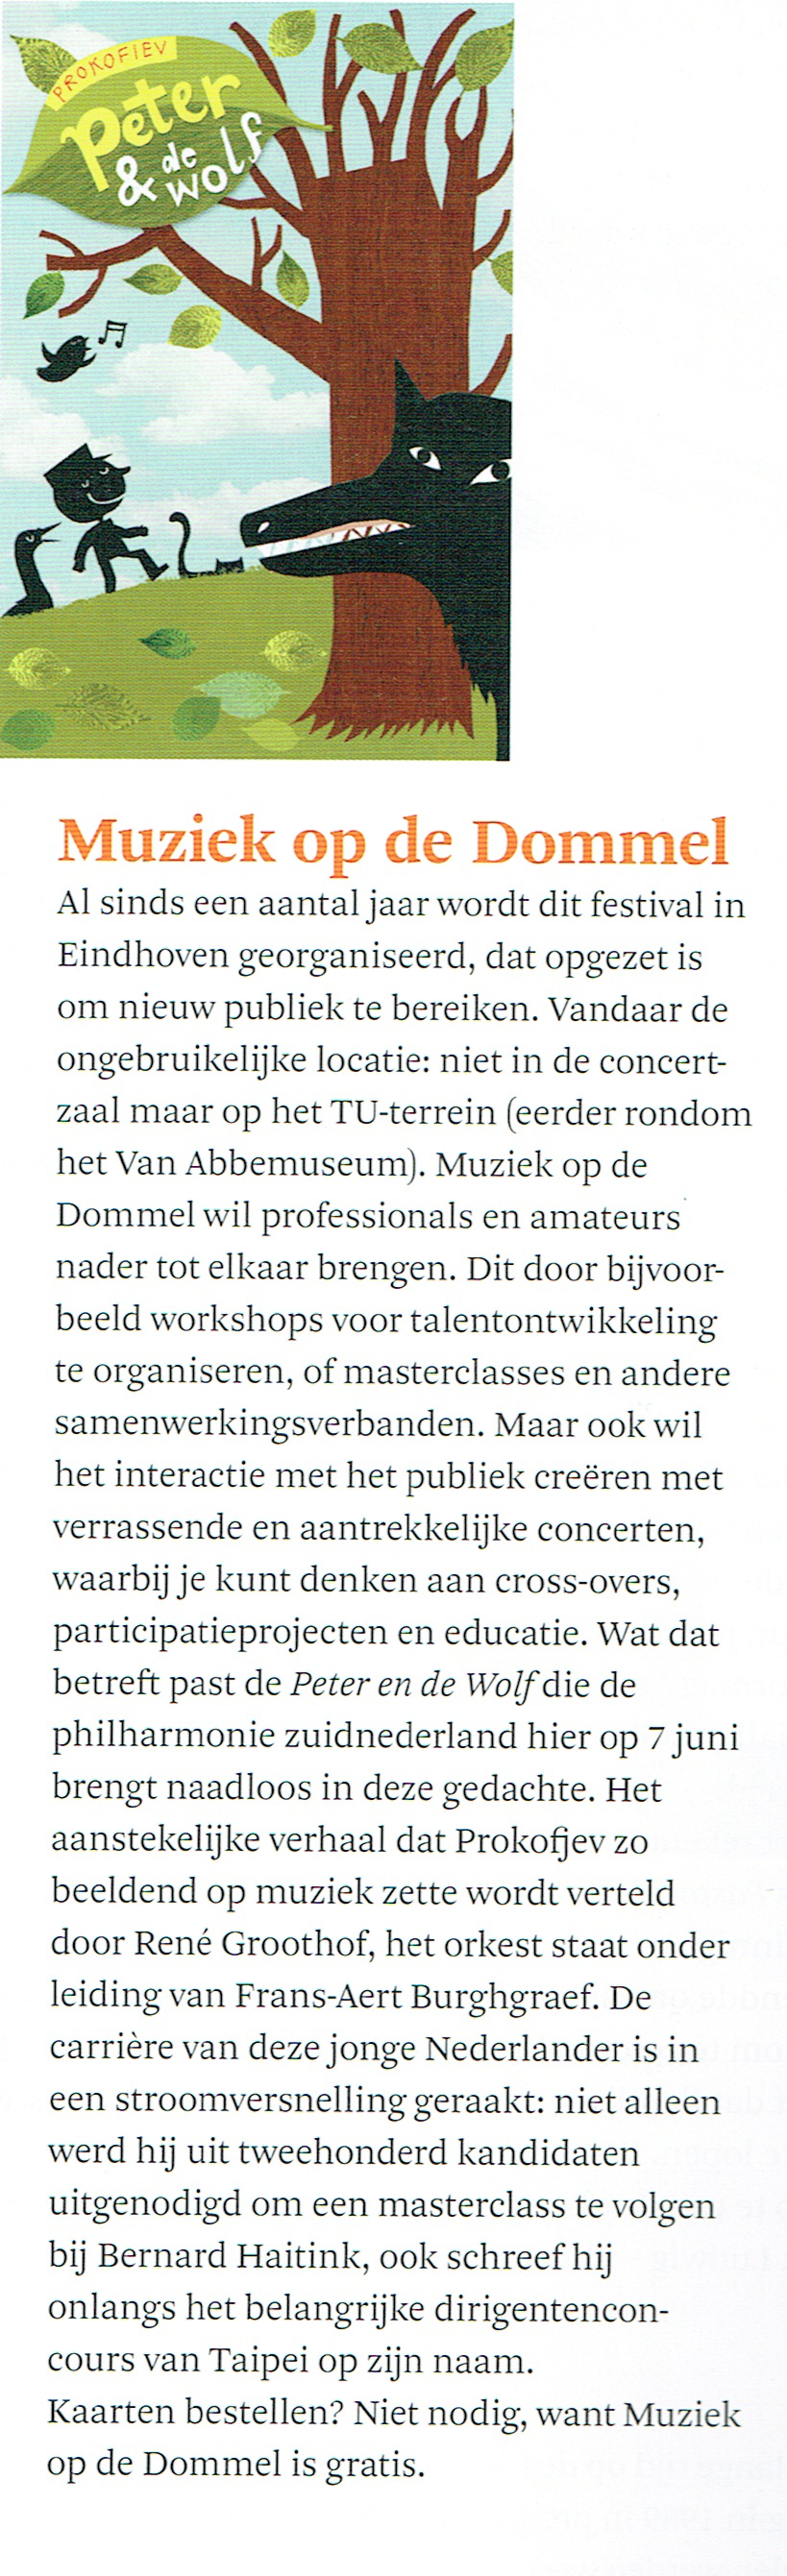 PROKOFIEV
Peter
& de
wolf
Muziek op de Dommel
Al sinds een aantal jaar wordt dit festival in
Eindhoven georganiseerd, dat opgezet is
om nieuw publiek te bereiken. Vandaar de
ongebruikelijke locatie: niet in de concert-
zaal maar op het TU-terrein (eerder rondom
het Van Abbemuseum). Muziek op de
Dommel wil professionals en amateurs
nader tot elkaar brengen. Dit door bijvoor-
beeld workshops voor talentontwikkeling
te organiseren, of masterclasses en andere
samenwerkingsverbanden. Maar ook wil
het interactie met het publiek creëren met
verrassende en aantrekkelijke concerten,
waarbij je kunt denken aan cross-overs,
participatieprojecten en educatie. Wat dat
betreft past de Peter en de Wolf die de
philharmonie zuidnederland hier op 7 juni
brengt naadloos in deze gedachte. Het
aanstekelijke verhaal dat Prokofjev zo
beeldend op muziek zette wordt verteld
door René Groothof, het orkest staat onder
leiding van Frans-Aert Burghgraef. De
carrière van deze jonge Nederlander is in
een stroomversnelling geraakt: niet alleen
werd hij uit tweehonderd kandidaten
uitgenodigd om een masterclass te volgen
bij Bernard Haitink, ook schreef hij
onlangs het belangrijke dirigentencon-
cours van Taipei op zijn naam.
Kaarten bestellen? Niet nodig, want Muziek
op de Dommel is gratis.